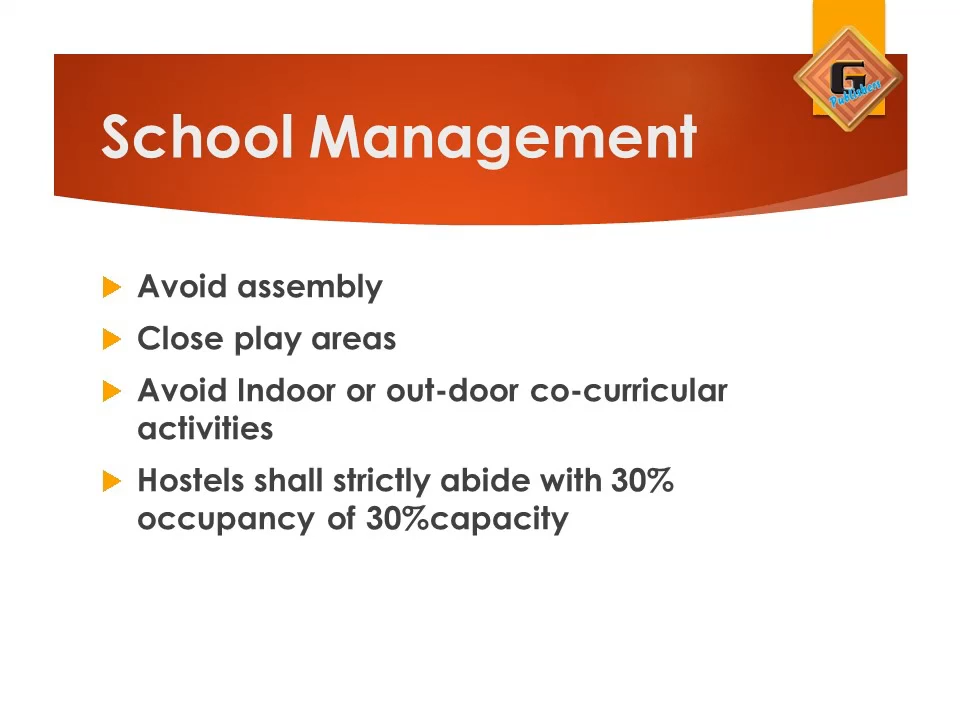 G
Publishers
School Management
Avoid assembly
Close play areas
Avoid Indoor or out-door co-curricular
activities
Hostels shall strictly abide with 30%
occupancy of 30%capacity